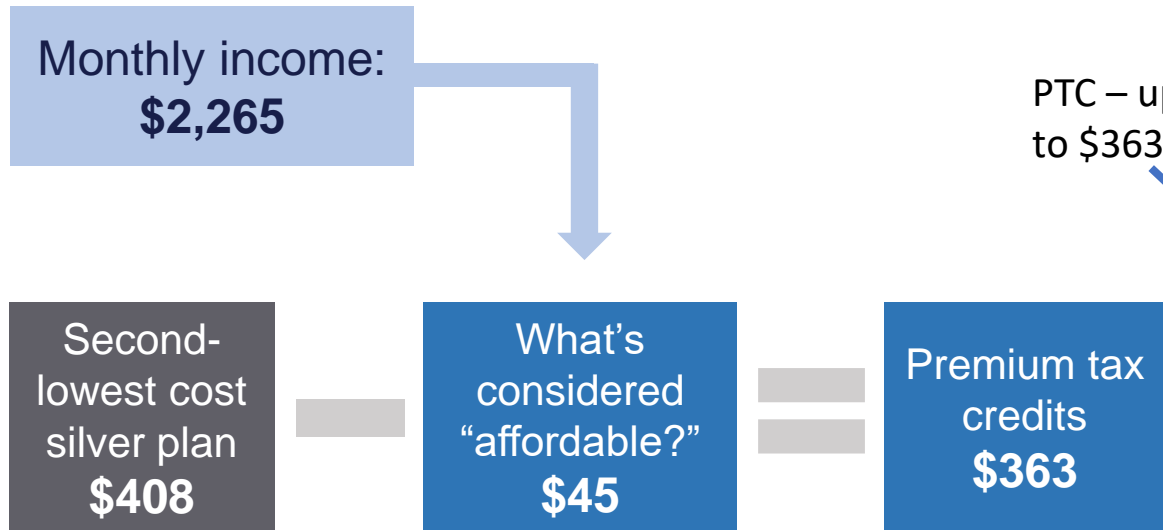 Monthly income:
$2,265
PTC – up
to $363
Second-
lowest cost
silver plan
$408
What's
considered
“affordable?”
$45
Premium tax
credits
$363